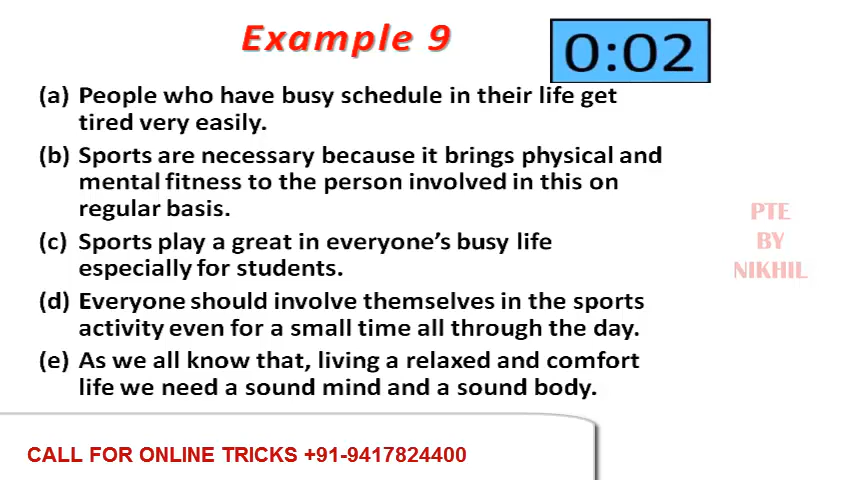 Example 9
0:02
(a) People who have busy schedule in their life get
tired very easily.
(b) Sports are necessary because it brings physical and
mental fitness to the person involved in this on
regular basis.
(c) Sports play a great in everyone's busy life
especially for students.
(d) Everyone should involve themselves in the sports
activity even for a small time all through the day.
(e) As we all know that, living a relaxed and comfort
life we need a sound mind and a sound body.
PTE
BY
NIKHIL
CALL FOR ONLINE TRICKS +91-9417824400